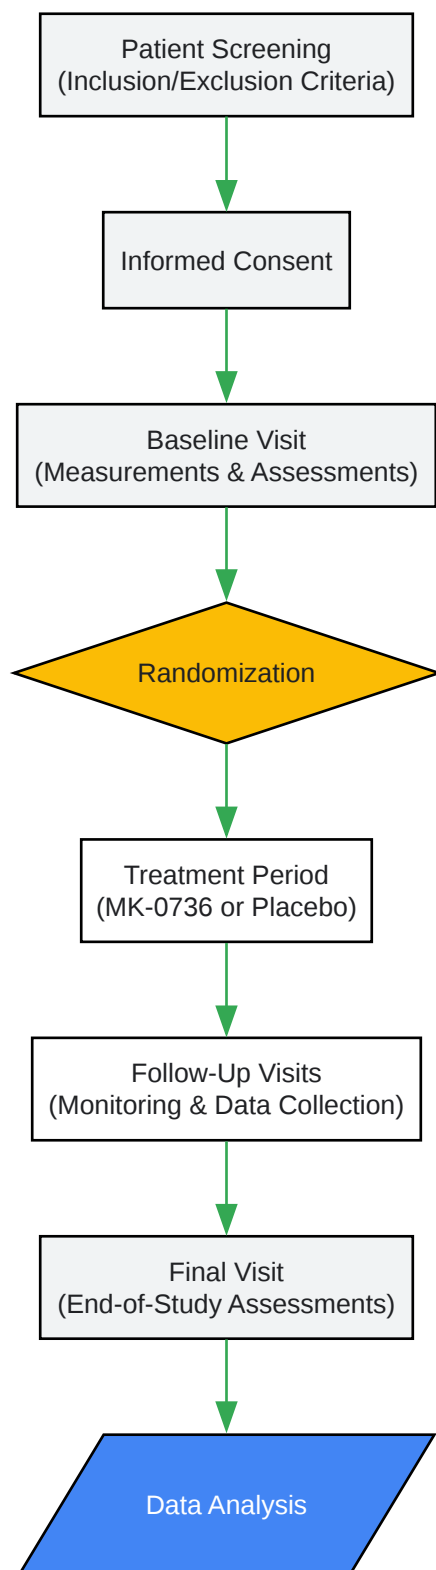 Patient Screening
(Inclusion/Exclusion Criteria)
Informed Consent
Baseline Visit
(Measurements & Assessments)
Randomization
Treatment Period
(MK-0736 or Placebo)
Follow-Up Visits
(Monitoring & Data Collection)
Final Visit
(End-of-Study Assessments)
Data Analysis